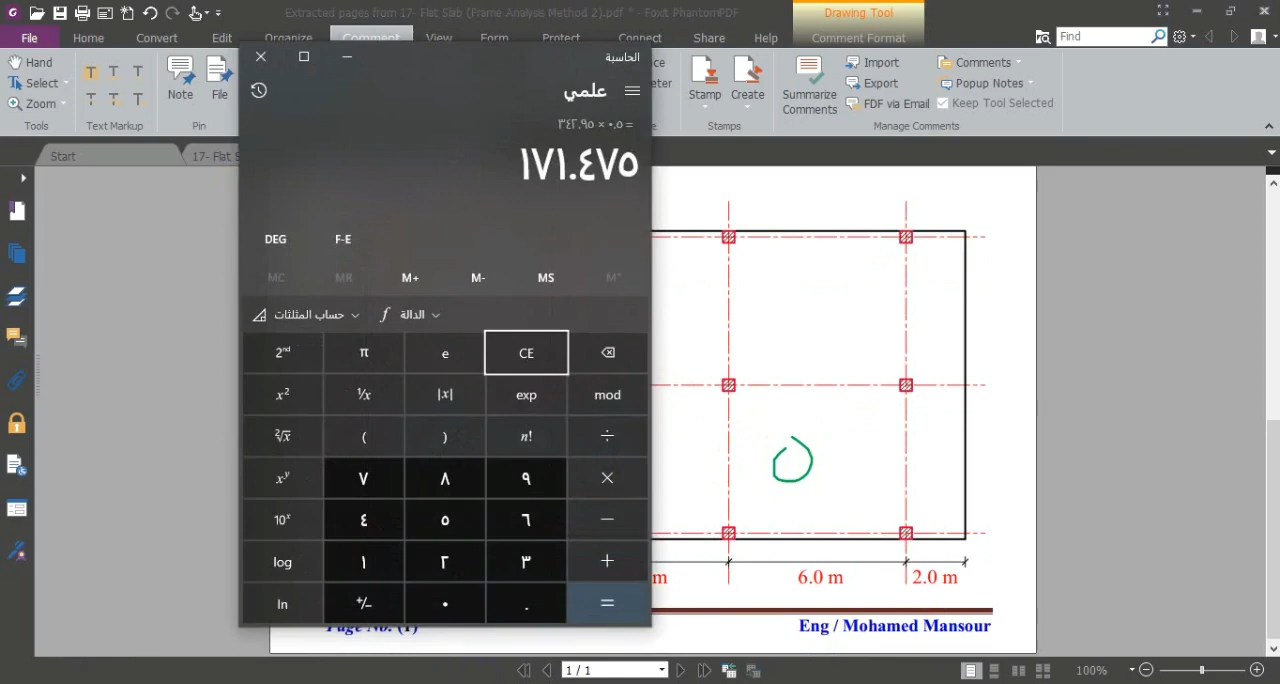 Extracted pages from 17- Flat Slab (Frame Analysis Method 2).pdf * - Foxit PhantomPDF
Drawing Tool
File Home Convert Edit Organize Comment View Form Protect Connect Share Help Comment Format
Find
Hand
Select
Zoom
Tools
Text Markup
Note
File
Pin
Stamp
Create
Stamps
Summarize
Comments
Import
Export
FDF via Email
Comments
Popup Notes
Keep Tool Selected
Manage Comments
Start
17- Flat S
الحاسبة
علمي
٣٤٢.٩٥ × ٠.٥ =
١٧١.٤٧٥
DEG F-E
MC MR M+ M- MS M˅
حساب المثلثات الدالة
2ⁿᵈ π e CE
x² ¹/x |x| exp mod
²√x ( ) n! ÷
xʸ ٧ ٨ ٩ ×
10ˣ ٤ ٥ ٦ −
log ١ ٢ ٣ +
ln +/- ٠ . =
m 6.0 m 2.0 m
Page No. (1)
Eng / Mohamed Mansour
1 / 1
100%